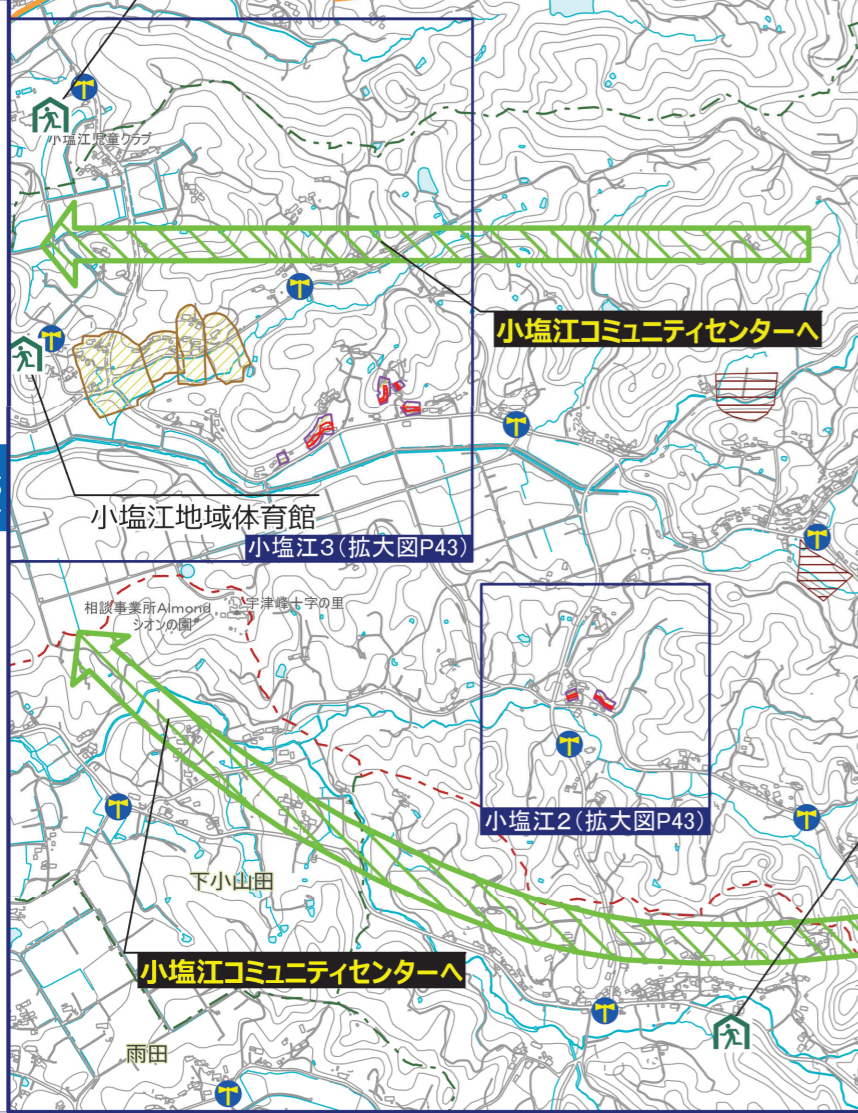 小塩江児童クラブ
小塩江コミュニティセンターへ
小塩江地域体育館
小塩江3(拡大図P43)
相談事業所Almond
シオンの園
宇津峰十字の里
小塩江2(拡大図P43)
下小山田
小塩江コミュニティセンターへ
雨田